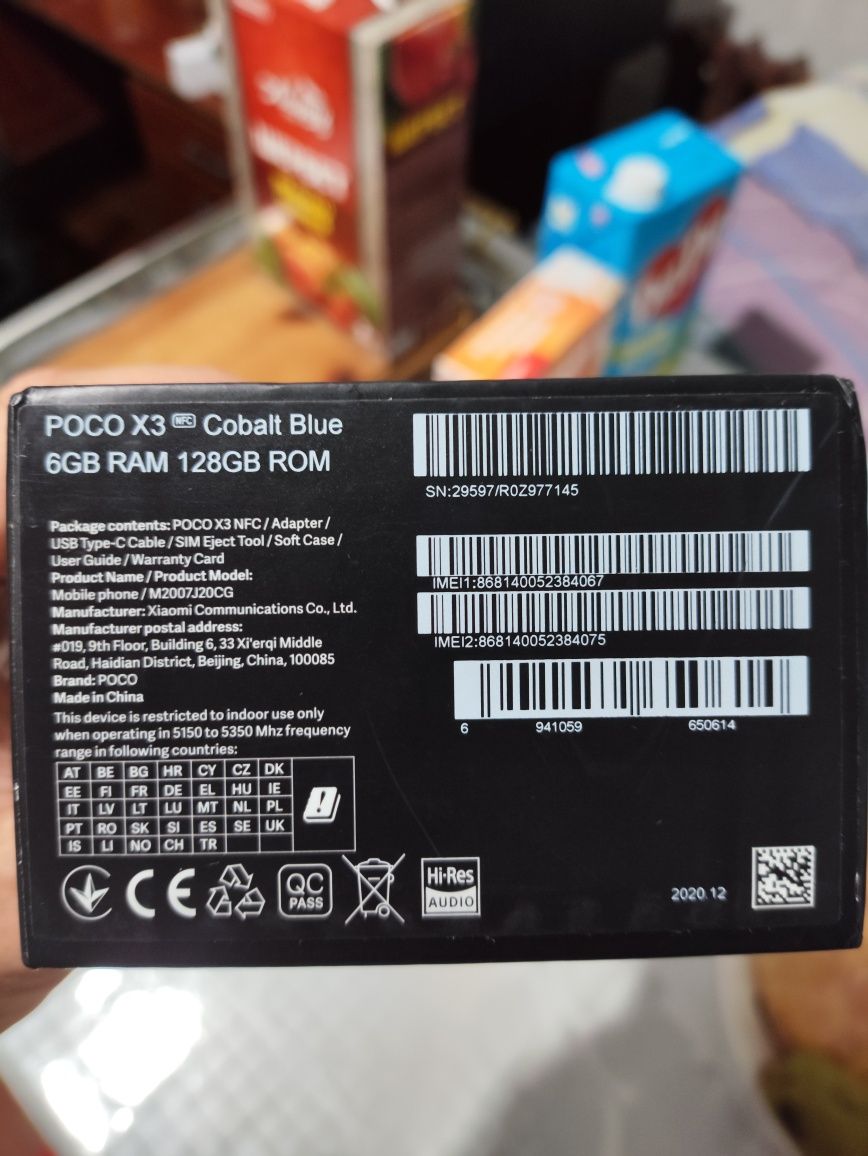 POCO X3 NFC Cobalt Blue
6GB RAM 128GB ROM
Package contents: POCO X3 NFC / Adapter /
USB Type-C Cable / SIM Eject Tool / Soft Case /
User Guide / Warranty Card
Product Name / Product Model:
Mobile phone / M2007J20CG
Manufacturer: Xiaomi Communications Co., Ltd.
Manufacturer postal address:
#019, 9th Floor, Building 6, 33 Xi'erqi Middle
Road, Haidian District, Beijing, China, 100085
Brand: POCO
Made in China
This device is restricted to indoor use only
when operating in 5150 to 5350 Mhz frequency
range in following countries:
AT BE BG HR CY CZ DK
EE FI FR DE EL HU IE
IT LV LT LU MT NL PL
PT RO SK SI ES SE UK
IS LI NO CH TR
SN:29597/R0Z977145
IMEI1:868140052384067
IMEI2:868140052384075
6 941059 650614
CE
QC
PASS
Hi-Res
AUDIO
2020.12